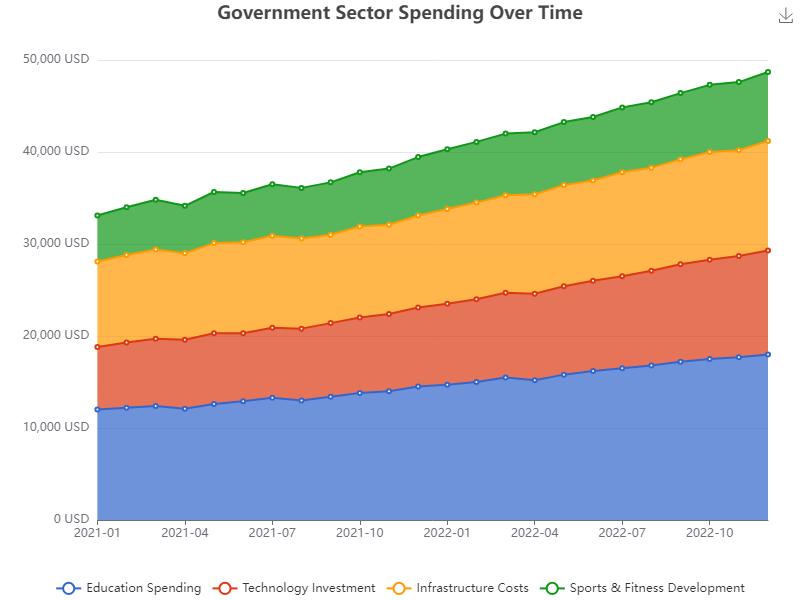 Government Sector Spending Over Time
50,000 USD
40,000 USD
30,000 USD
20,000 USD
10,000 USD
0 USD
2021-01 2021-04 2021-07 2021-10 2022-01 2022-04 2022-07 2022-10
Education Spending Technology Investment Infrastructure Costs Sports & Fitness Development